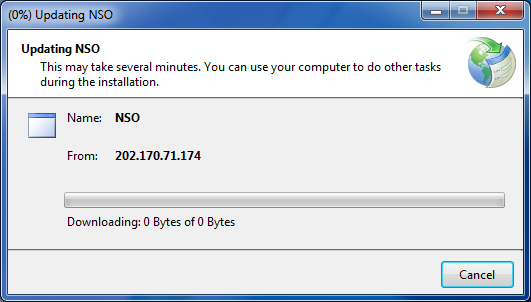 (0%) Updating NSO
Updating NSO
This may take several minutes. You can use your computer to do other tasks
during the installation.
Name: NSO
From: 202.170.71.174
Downloading: 0 Bytes of 0 Bytes
Cancel